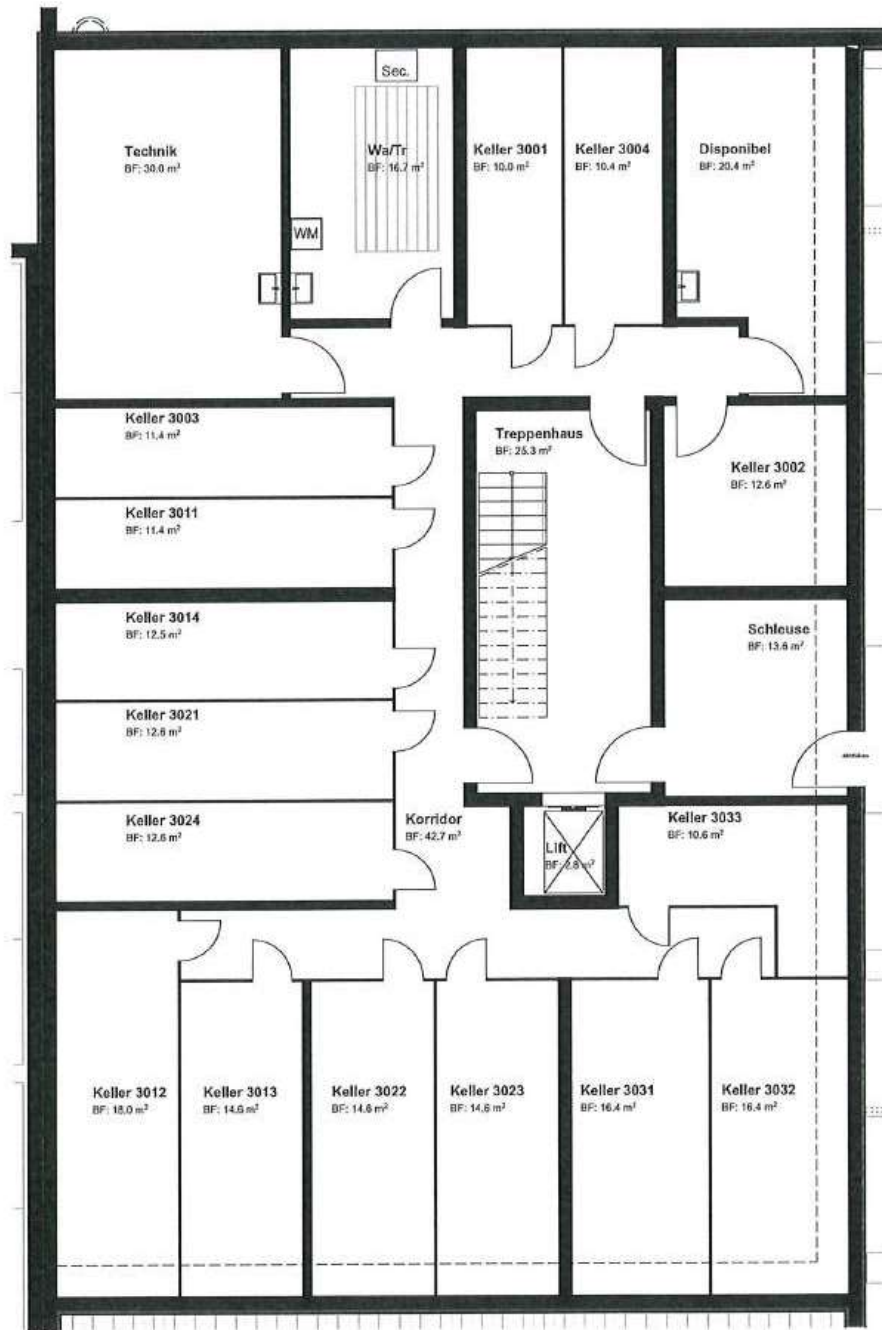 Sec.
Technik
BF: 30.0 m²
Wa/Tr
BF: 16.7 m²
Keller 3001
BF: 10.0 m²
Keller 3004
BF: 10.4 m²
Disponibel
BF: 20.4 m²
WM
Keller 3003
BF: 11.4 m²
Treppenhaus
BF: 25.3 m²
Keller 3002
BF: 12.6 m²
Keller 3011
BF: 11.4 m²
Keller 3014
BF: 12.5 m²
Schleuse
BF: 13.6 m²
Keller 3021
BF: 12.6 m²
Keller 3024
BF: 12.6 m²
Korridor
BF: 42.7 m²
Keller 3033
BF: 10.6 m²
Lift
BF: 2.8 m²
Keller 3012
BF: 18.0 m²
Keller 3013
BF: 14.6 m²
Keller 3022
BF: 14.6 m²
Keller 3023
BF: 14.6 m²
Keller 3031
BF: 16.4 m²
Keller 3032
BF: 16.4 m²